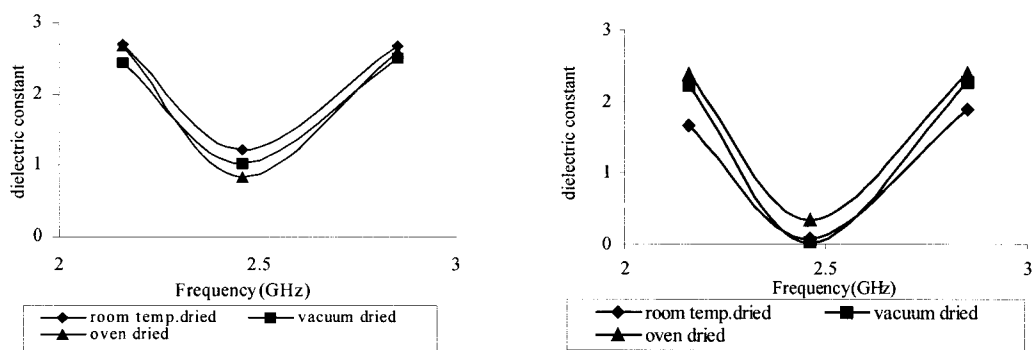 3
2
1
0
dielectric constant
2
2.5
3
Frequency(GHz)
room temp.dried
vacuum dried
oven dried
3
2
1
0
dielectric constant
2
2.5
3
Frequency(GHz)
room temp.dried
vacuum dried
oven dried